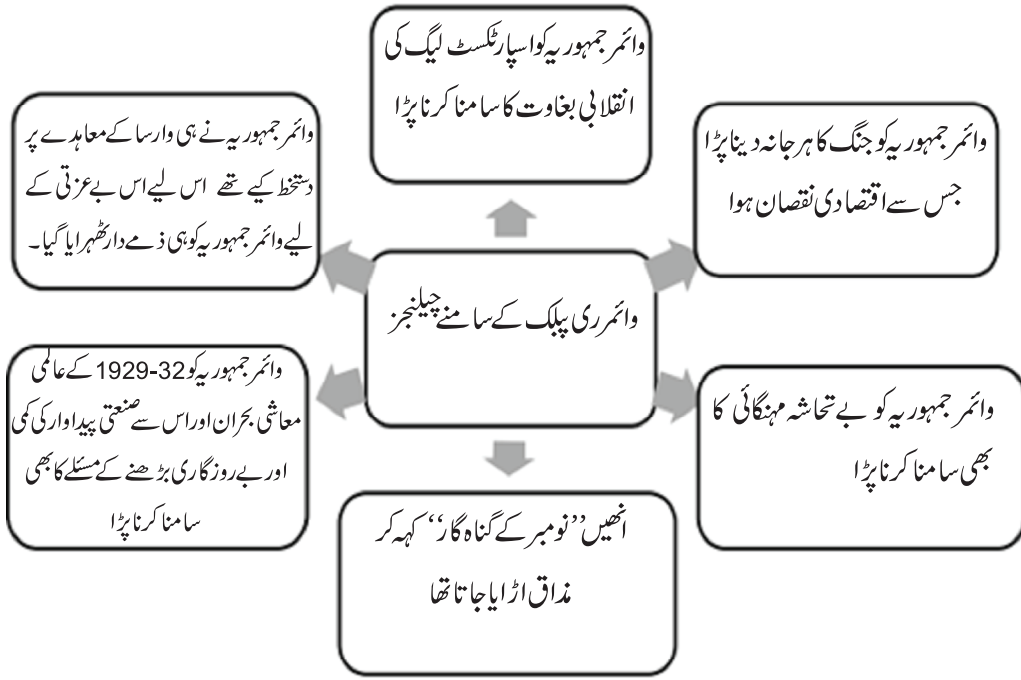 وائمر جمہوریہ کو اسپارٹکسٹ لیگ کی
انقلابی بغاوت کا سامنا کرنا پڑا
وائمر جمہوریہ کو جنگ کا ہرجانہ دینا پڑا
جس سے اقتصادی نقصان ہوا
وائمر جمہوریہ نے ہی وارسا کے معاہدے پر
دستخط کیے تھے اس لیے اس بے عزتی کے
لیے وائمر جمہوریہ کو ہی ذمے دار ٹھہرایا گیا۔
وائمر ری پبلک کے سامنے چیلنجز
وائمر جمہوریہ کو بے تحاشہ مہنگائی کا
بھی سامنا کرنا پڑا
وائمر جمہوریہ کو 1929-32 کے عالمی
معاشی بحران اور اس سے صنعتی پیداوار کی کمی
اور بے روزگاری بڑھنے کے مسئلے کا بھی
سامنا کرنا پڑا
انھیں ’’نومبر کے گناہ گار‘‘ کہہ کر
مذاق اڑایا جاتا تھا